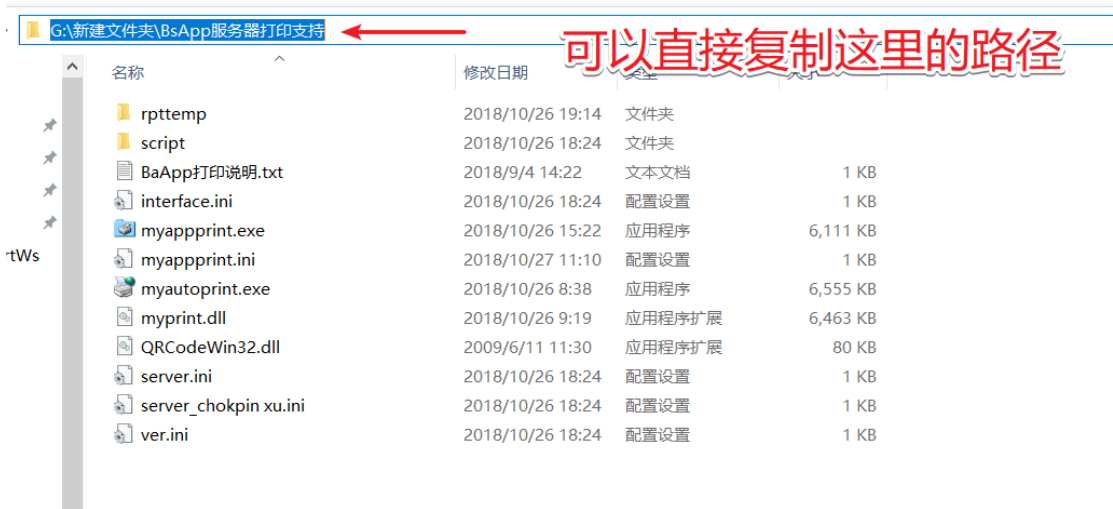 G:\新建文件夹\BsApp服务器打印支持
可以直接复制这里的路径
名称 修改日期 类型 大小
rpttemp 2018/10/26 19:14 文件夹
script 2018/10/26 18:24 文件夹
BaApp打印说明.txt 2018/9/4 14:22 文本文档 1 KB
interface.ini 2018/10/26 18:24 配置设置 1 KB
myappprint.exe 2018/10/26 15:22 应用程序 6,111 KB
myappprint.ini 2018/10/27 11:10 配置设置 1 KB
myautoprint.exe 2018/10/26 8:38 应用程序 6,555 KB
myprint.dll 2018/10/26 9:19 应用程序扩展 6,463 KB
QRCodeWin32.dll 2009/6/11 11:30 应用程序扩展 80 KB
rtWs
server.ini 2018/10/26 18:24 配置设置 1 KB
server_chokpin xu.ini 2018/10/26 18:24 配置设置 1 KB
ver.ini 2018/10/26 18:24 配置设置 1 KB